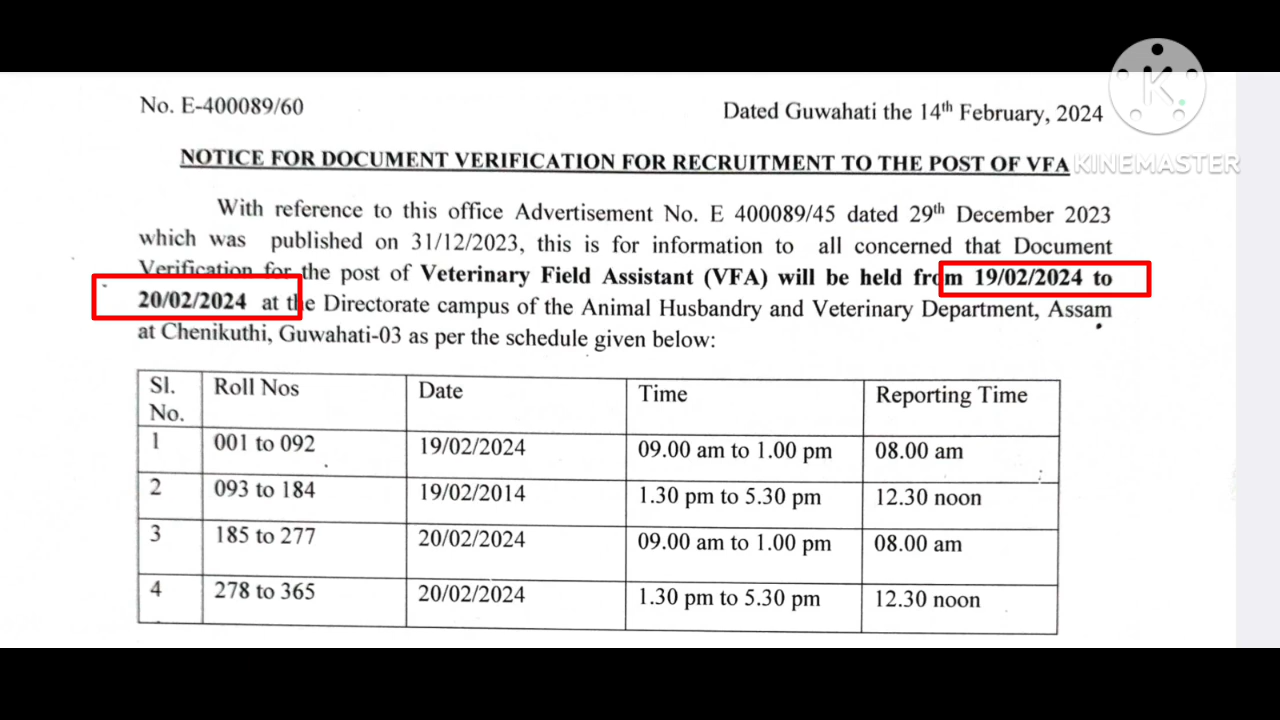 No. E-400089/60
Dated Guwahati the 14th February, 2024
K
KINEMASTER
NOTICE FOR DOCUMENT VERIFICATION FOR RECRUITMENT TO THE POST OF VFA
With reference to this office Advertisement No. E 400089/45 dated 29th December 2023
which was published on 31/12/2023, this is for information to all concerned that Document
Verification for the post of Veterinary Field Assistant (VFA) will be held from 19/02/2024 to
20/02/2024 at the Directorate campus of the Animal Husbandry and Veterinary Department, Assam
at Chenikuthi, Guwahati-03 as per the schedule given below:
Sl. No. Roll Nos Date Time Reporting Time
1 001 to 092 19/02/2024 09.00 am to 1.00 pm 08.00 am
2 093 to 184 19/02/2014 1.30 pm to 5.30 pm 12.30 noon
3 185 to 277 20/02/2024 09.00 am to 1.00 pm 08.00 am
4 278 to 365 20/02/2024 1.30 pm to 5.30 pm 12.30 noon